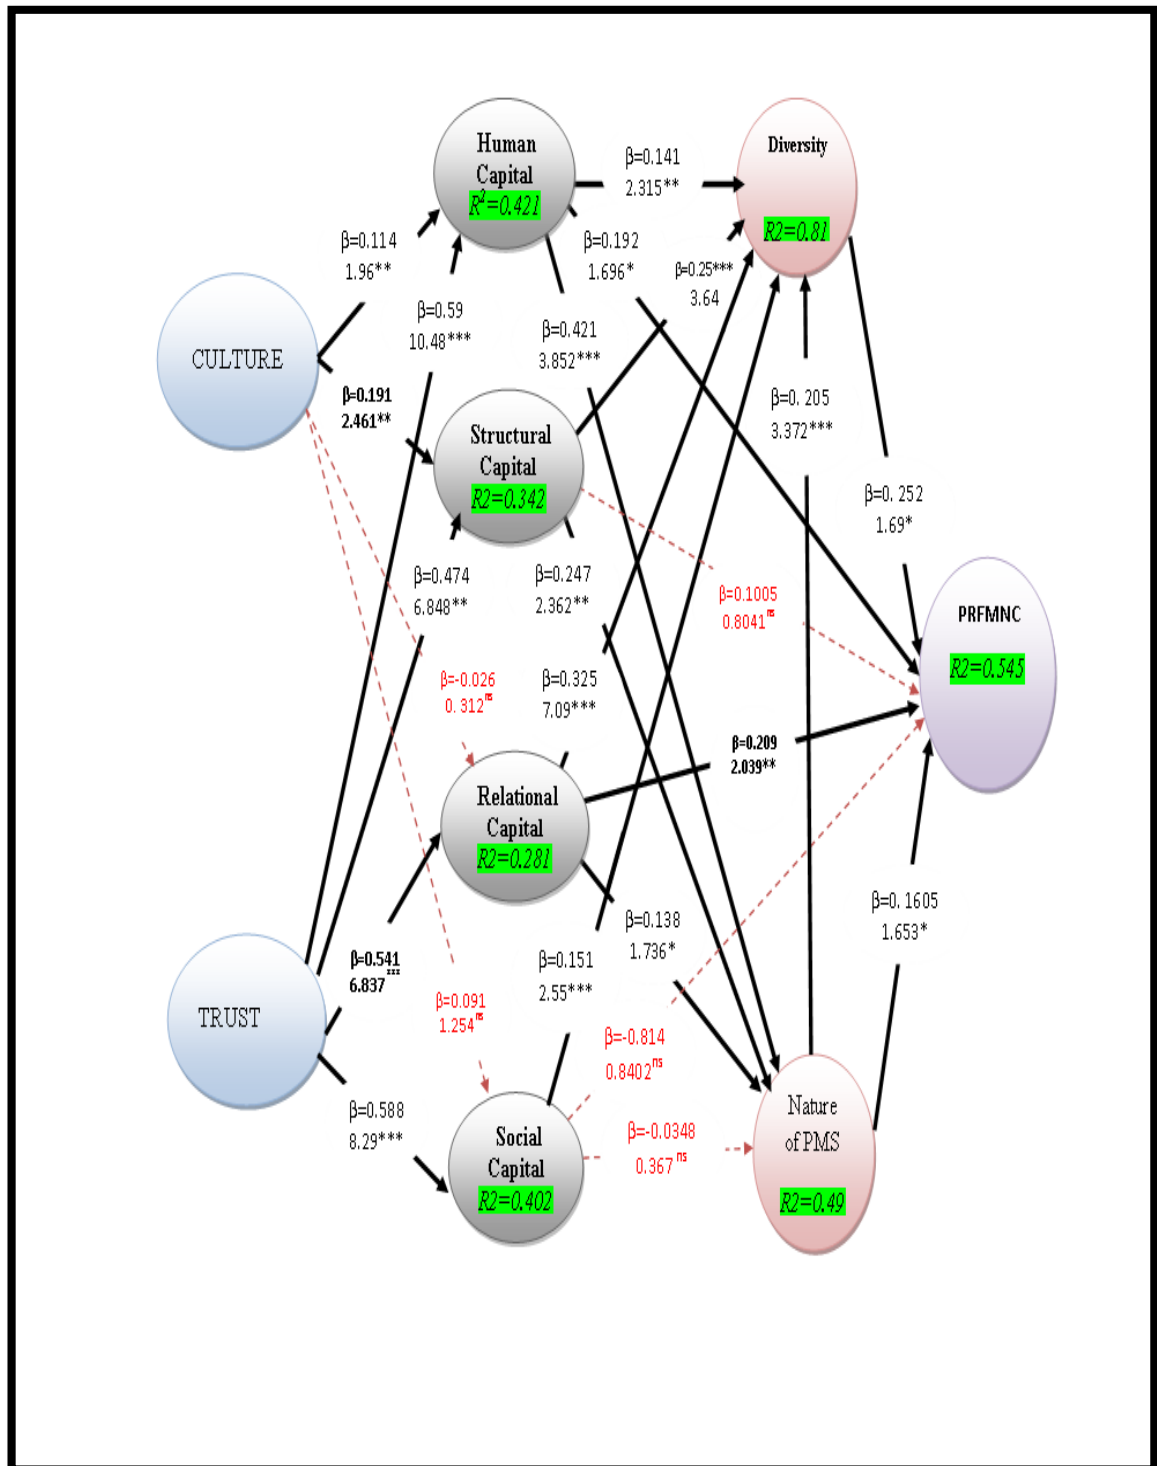 Human
Capital
R²=0.421
Diversity
R2=0.81
β=0.141
2.315**
β=0.114
1.96**
β=0.192
1.696*
β=0.25***
3.64
β=0.59
10.48***
β=0.421
3.852***
CULTURE
β=0.191
2.461**
β=0. 205
3.372***
Structural
Capital
R2=0.342
β=0. 252
1.69*
β=0.474
6.848**
β=0.247
2.362**
β=0.1005
0.8041ns
PRFMNC
R2=0.545
β=-0.026
0. 312ns
β=0.325
7.09***
β=0.209
2.039**
Relational
Capital
R2=0.281
β=0. 1605
1.653*
β=0.138
1.736*
β=0.541
6.837***
β=0.151
2.55***
β=0.091
1.254ns
TRUST
β=-0.814
0.8402ns
Nature
of PMS
R2=0.49
β=0.588
8.29***
β=-0.0348
0.367 ns
Social
Capital
R2=0.402